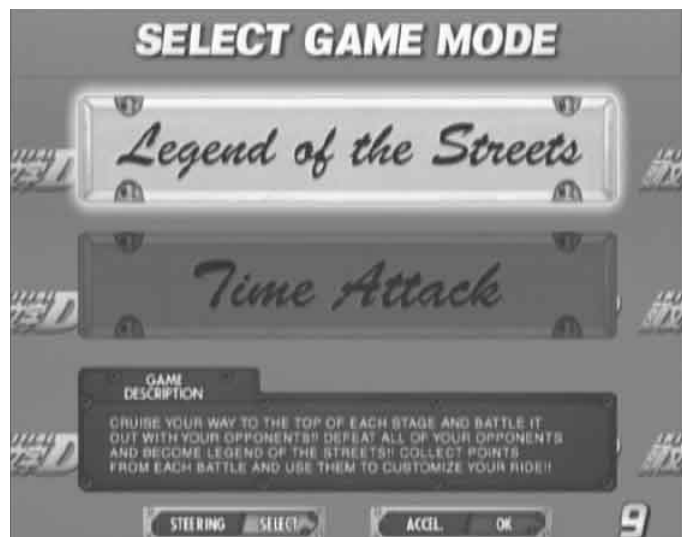 SELECT GAME MODE
Legend of the Streets
Time Attack
GAME
DESCRIPTION
CRUISE YOUR WAY TO THE TOP OF EACH STAGE AND BATTLE IT
OUT WITH YOUR OPPONENTS!! DEFEAT ALL OF YOUR OPPONENTS
AND BECOME LEGEND OF THE STREETS!! COLLECT POINTS
FROM EACH BATTLE AND USE THEM TO CUSTOMIZE YOUR RIDE!!
STEERING SELECT ACCEL. OK 9